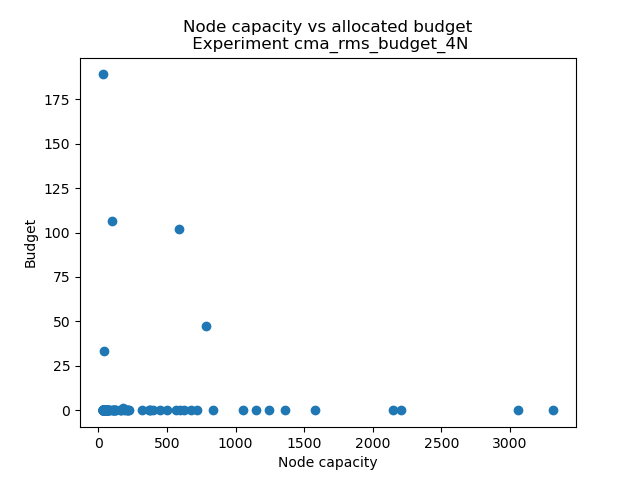 Node capacity vs allocated budget
Experiment cma_rms_budget_4N
175
150
125
100
75
50
25
0
Budget
0 500 1000 1500 2000 2500 3000
Node capacity